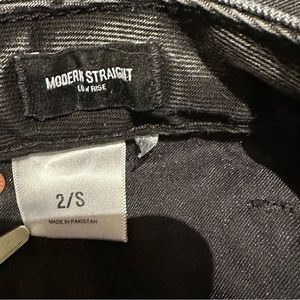 MODERN STRAIGHT
LOW RISE
2/S
MADE IN PAKISTAN